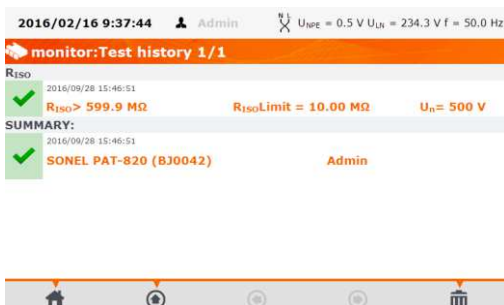 2016/02/16 9:37:44 Admin N L UNPE = 0.5 V ULN = 234.3 V f = 50.0 Hz
monitor:Test history 1/1
RISO
2016/09/28 15:46:51
RISO> 599.9 MΩ RISOLimit = 10.00 MΩ Un= 500 V
SUMMARY:
2016/09/28 15:46:51
SONEL PAT-820 (BJ0042) Admin